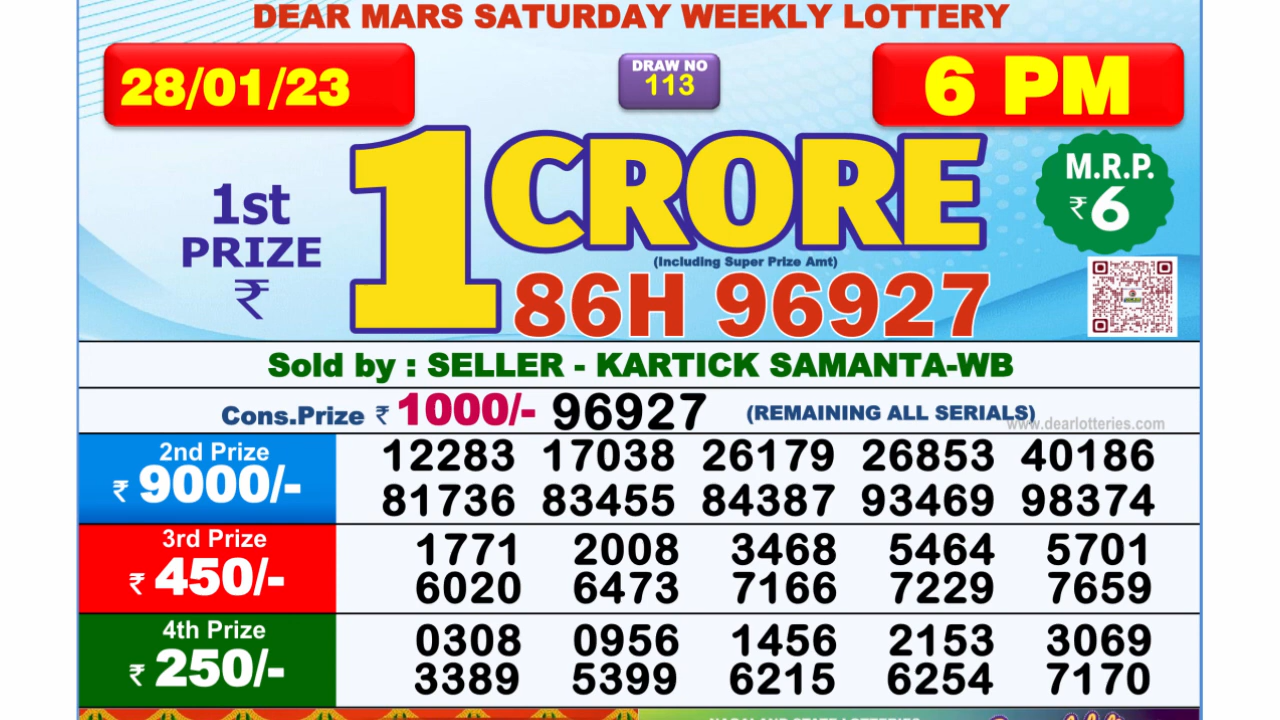 DEAR MARS SATURDAY WEEKLY LOTTERY
28/01/23
DRAW NO
113
6 PM
1st
PRIZE
₹
1 CRORE
(Including Super Prize Amt)
M.R.P.
₹6
86H 96927
Sold by : SELLER - KARTICK SAMANTA-WB
Cons.Prize ₹ 1000/- 96927 (REMAINING ALL SERIALS)
www.dearlotteries.com
2nd Prize
₹ 9000/-
12283 17038 26179 26853 40186
81736 83455 84387 93469 98374
3rd Prize
₹ 450/-
1771 2008 3468 5464 5701
6020 6473 7166 7229 7659
4th Prize
₹ 250/-
0308 0956 1456 2153 3069
3389 5399 6215 6254 7170
NAGALAND STATE LOTTERIES